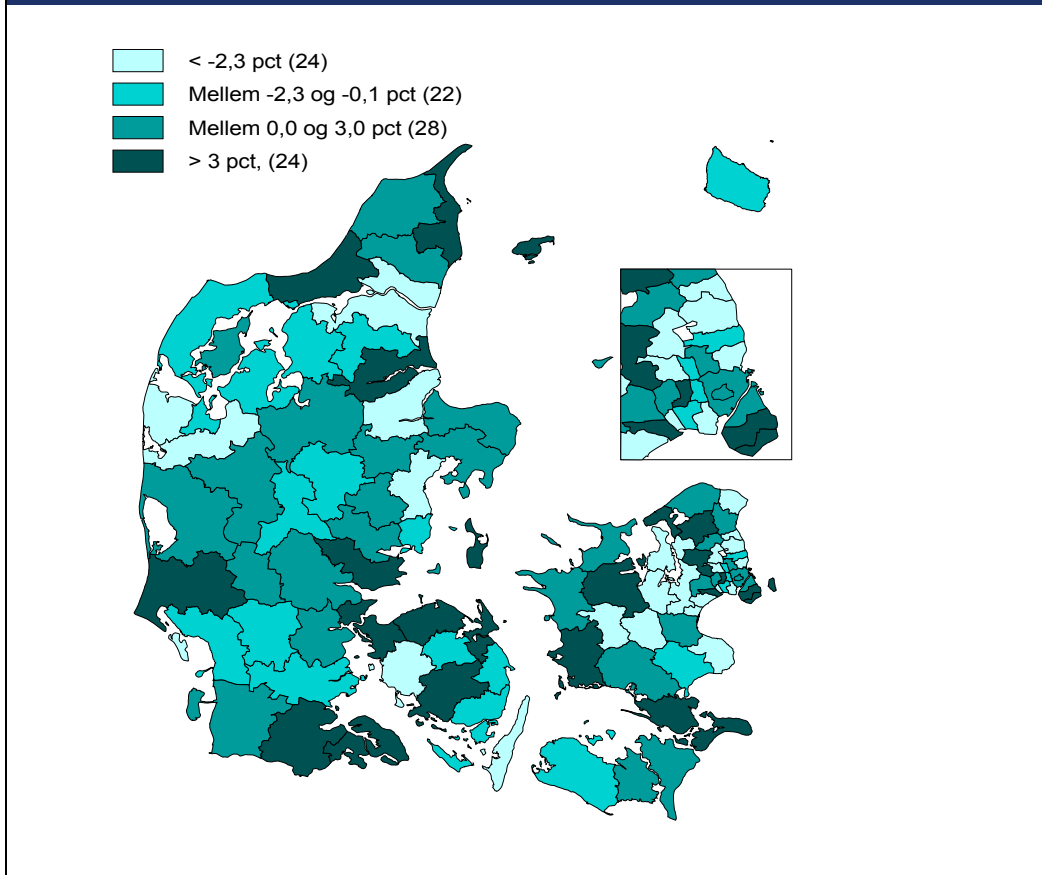 < -2,3 pct (24)
Mellem -2,3 og -0,1 pct (22)
Mellem 0,0 og 3,0 pct (28)
> 3 pct, (24)